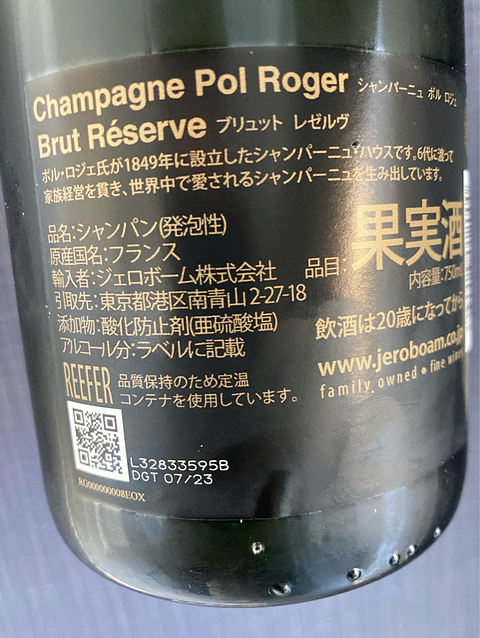 Champagne Pol Roger シャンパーニュ ポル ロジェ
Brut Réserve ブリュット レゼルヴ
ポル・ロジェ氏が1849年に設立したシャンパーニュ・ハウスです。6代に渡って
家族経営を貫き、世界中で愛されるシャンパーニュを生み出しています。
品名:シャンパン(発泡性)
原産国名:フランス
輸入者:ジェロボーム株式会社
引取先:東京都港区南青山2-27-18
添加物:酸化防止剤(亜硫酸塩)
アルコール分:ラベルに記載
品目:果実酒
内容量:750mL
飲酒は20歳になってから
www.jeroboam.co.jp
family owned • fine wines
REEFER 品質保持のため定温
コンテナを使用しています。
L32833595B
DGT 07/23
RG000000008EOX